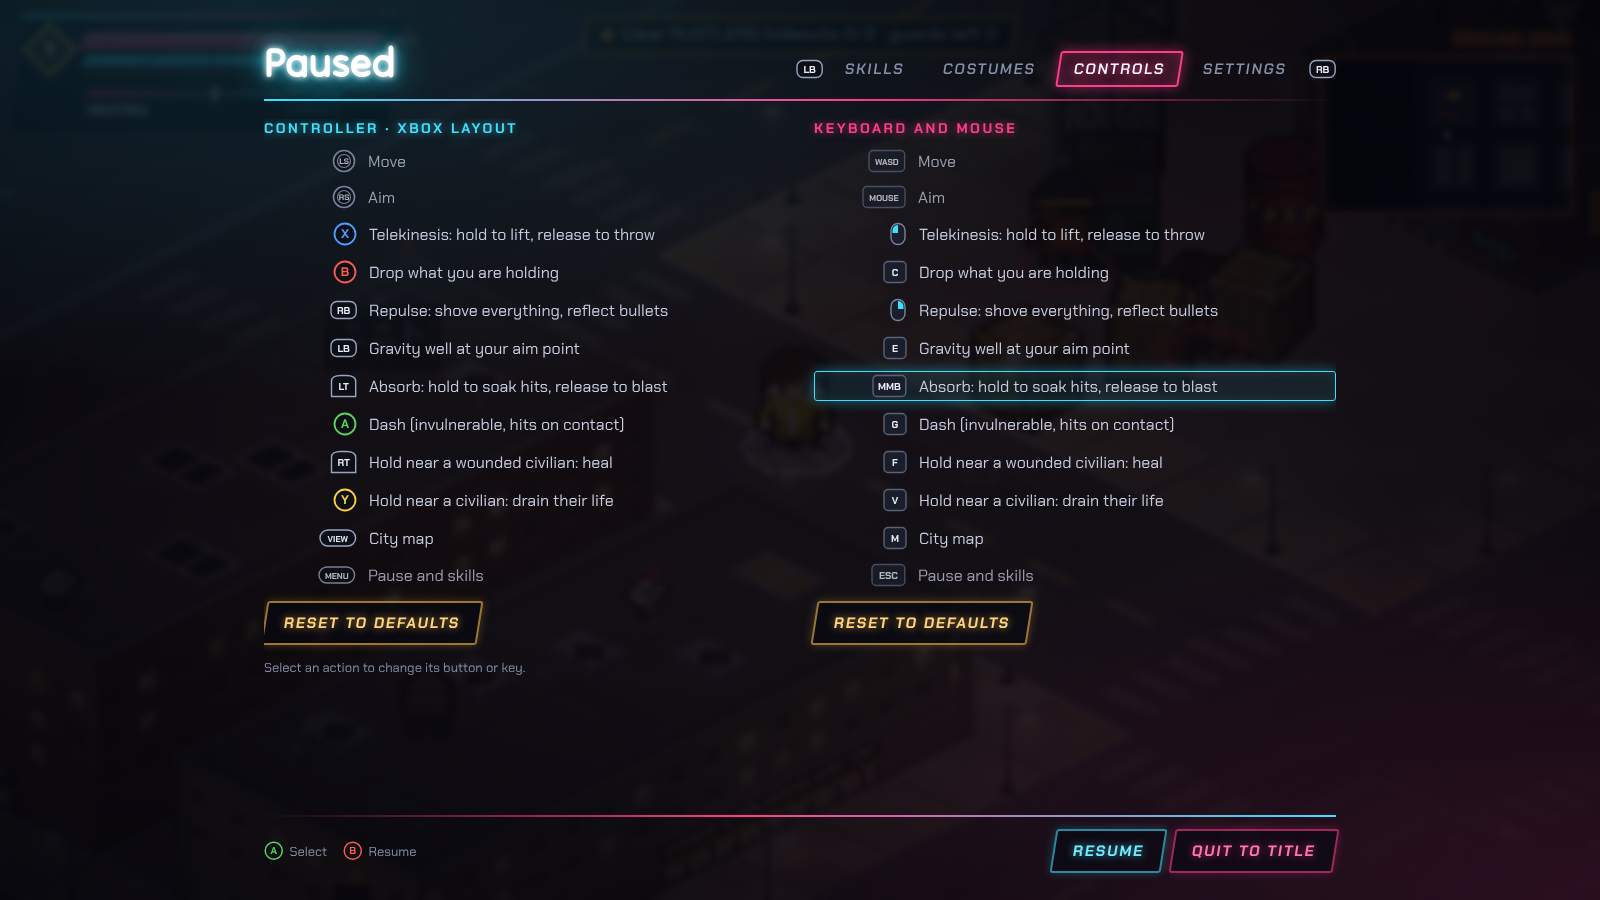 Paused
LB SKILLS COSTUMES CONTROLS SETTINGS RB
CONTROLLER · XBOX LAYOUT
LS Move
RS Aim
X Telekinesis: hold to lift, release to throw
B Drop what you are holding
RB Repulse: shove everything, reflect bullets
LB Gravity well at your aim point
LT Absorb: hold to soak hits, release to blast
A Dash (invulnerable, hits on contact)
RT Hold near a wounded civilian: heal
Y Hold near a civilian: drain their life
VIEW City map
MENU Pause and skills
RESET TO DEFAULTS
Select an action to change its button or key.
KEYBOARD AND MOUSE
WASD Move
MOUSE Aim
Telekinesis: hold to lift, release to throw
C Drop what you are holding
Repulse: shove everything, reflect bullets
E Gravity well at your aim point
MMB Absorb: hold to soak hits, release to blast
G Dash (invulnerable, hits on contact)
F Hold near a wounded civilian: heal
V Hold near a civilian: drain their life
M City map
ESC Pause and skills
RESET TO DEFAULTS
A Select B Resume
RESUME QUIT TO TITLE